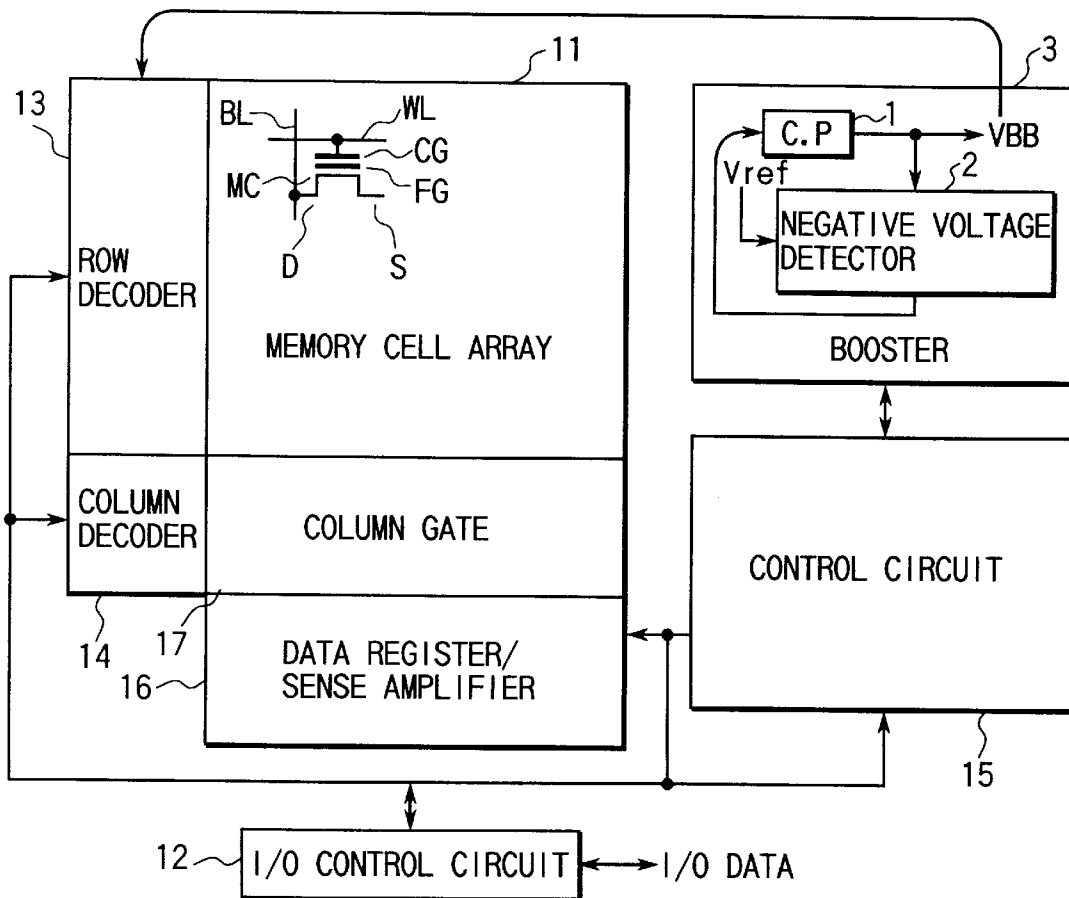 11
3
13
BL
WL
CG
MC
FG
D
S
C.P
1
VBB
Vref
2
NEGATIVE VOLTAGE
DETECTOR
ROW
DECODER
MEMORY CELL ARRAY
BOOSTER
COLUMN
DECODER
COLUMN GATE
CONTROL CIRCUIT
14
17
16
DATA REGISTER/
SENSE AMPLIFIER
15
12
I/O CONTROL CIRCUIT
I/O DATA